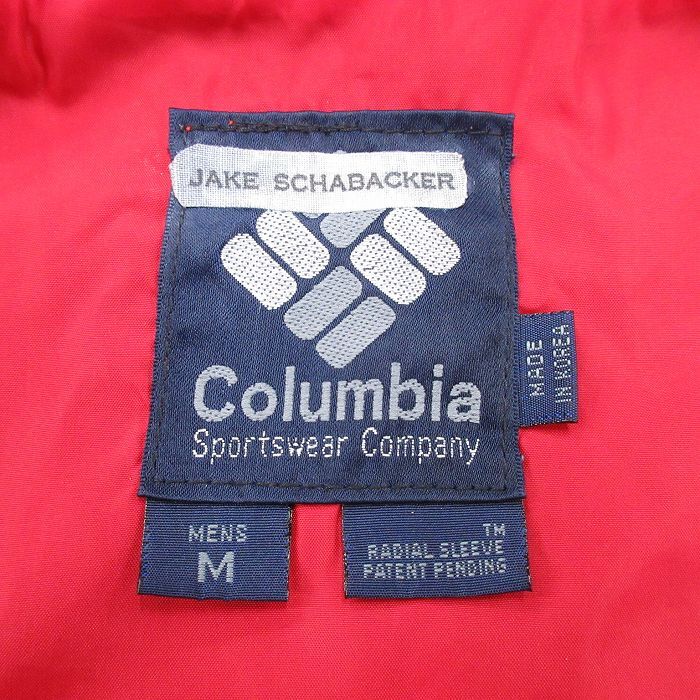 JAKE SCHABACKER
Columbia
Sportswear Company
MADE
IN KOREA
MENS
M
TM
RADIAL SLEEVE
PATENT PENDING